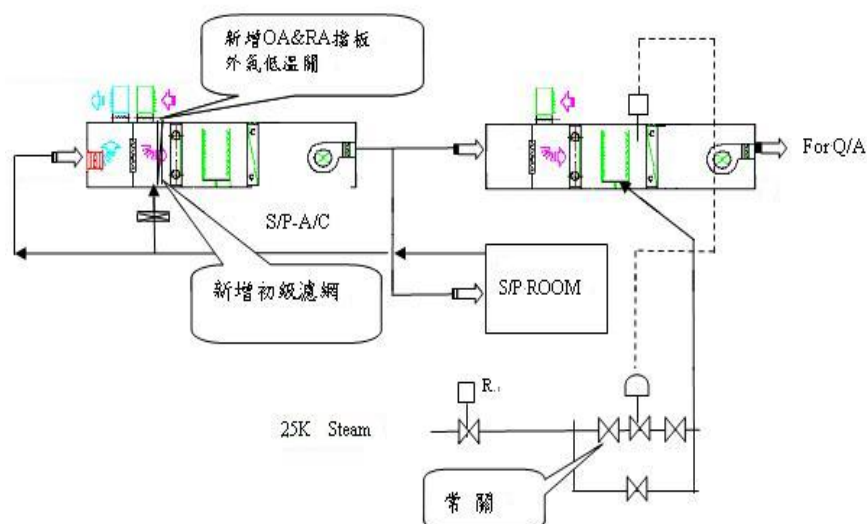 新增OA&RA擋板
外氣低溫關
For Q/A
S/P-A/C
新增初級濾網
S/P ROOM
R.
25K Steam
常 關